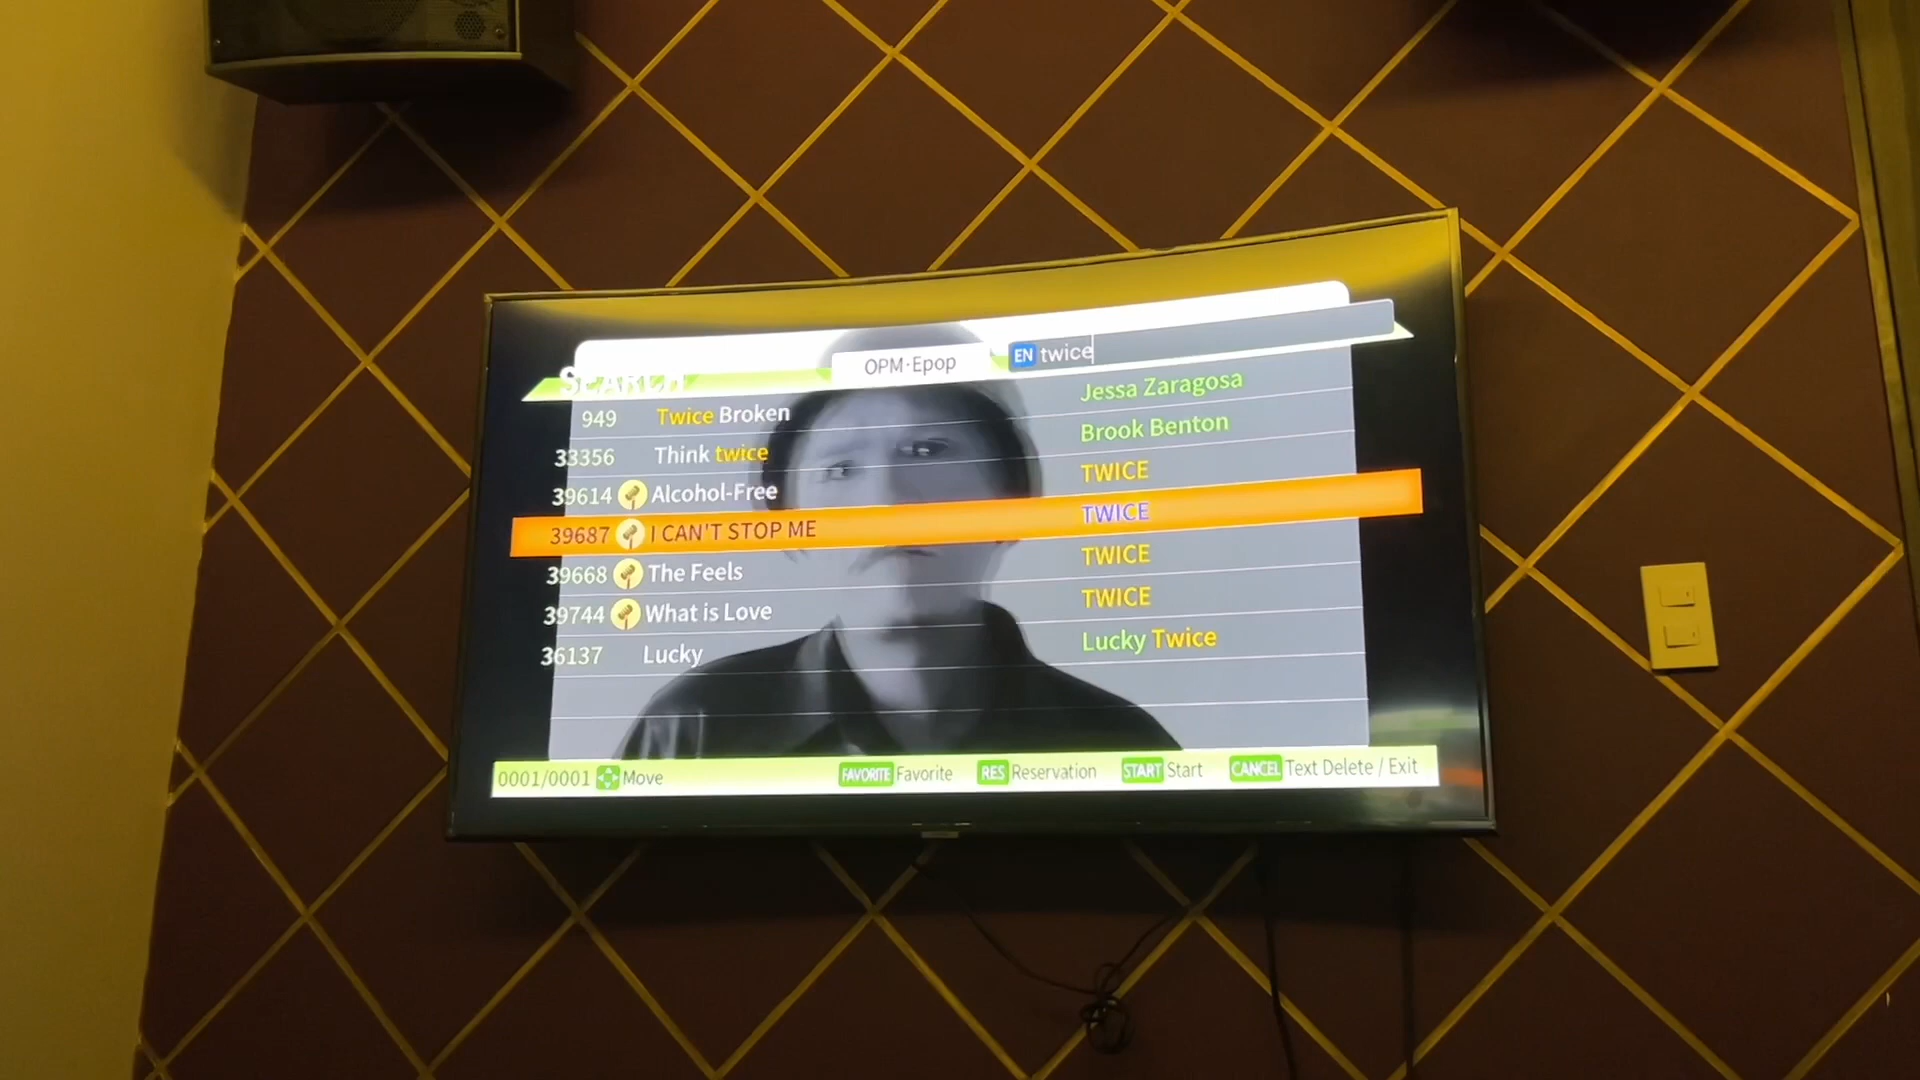 SEARCH OPM·Epop EN twice
949 Twice Broken Jessa Zaragosa
33356 Think twice Brook Benton
39614 Alcohol-Free TWICE
39687 I CAN'T STOP ME TWICE
39668 The Feels TWICE
39744 What is Love TWICE
36137 Lucky Lucky Twice
0001/0001 Move FAVORITE Favorite RES Reservation START Start CANCEL Text Delete / Exit